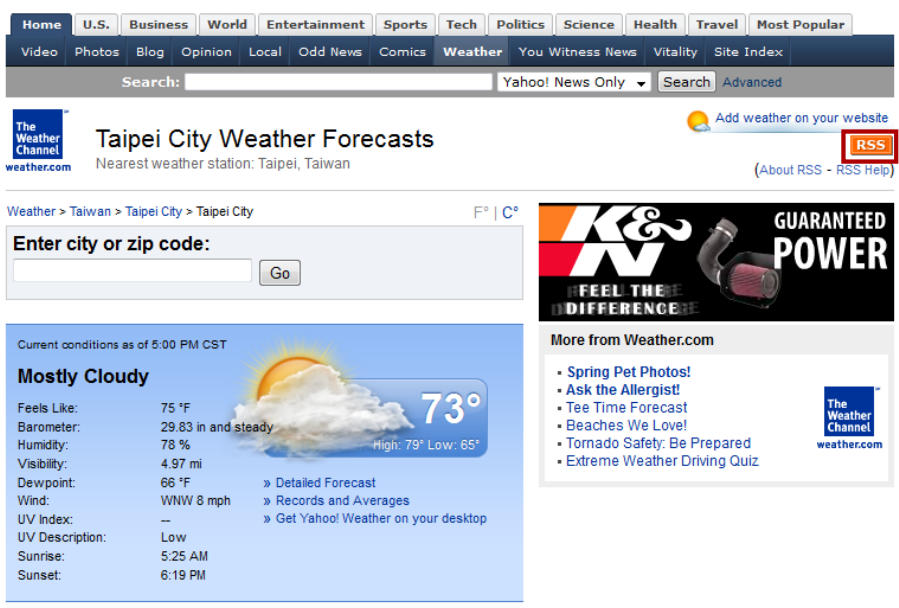 Home U.S. Business World Entertainment Sports Tech Politics Science Health Travel Most Popular
Video Photos Blog Opinion Local Odd News Comics Weather You Witness News Vitality Site Index
Search: Yahoo! News Only Search Advanced
The
Weather
Channel
weather.com
Taipei City Weather Forecasts
Nearest weather station: Taipei, Taiwan
Add weather on your website
RSS
(About RSS - RSS Help)
Weather > Taiwan > Taipei City > Taipei City
F° | C°
Enter city or zip code:
Go
K&N
FEEL THE
DIFFERENCE
GUARANTEED
POWER
Current conditions as of 5:00 PM CST
Mostly Cloudy
Feels Like: 75 °F
Barometer: 29.83 in and steady
Humidity: 78 %
Visibility: 4.97 mi
Dewpoint: 66 °F
Wind: WNW 8 mph
UV Index: --
UV Description: Low
Sunrise: 5:25 AM
Sunset: 6:19 PM
73°
High: 79° Low: 65°
» Detailed Forecast
» Records and Averages
» Get Yahoo! Weather on your desktop
More from Weather.com
▪ Spring Pet Photos!
▪ Ask the Allergist!
▪ Tee Time Forecast
▪ Beaches We Love!
▪ Tornado Safety: Be Prepared
▪ Extreme Weather Driving Quiz
The
Weather
Channel
weather.com